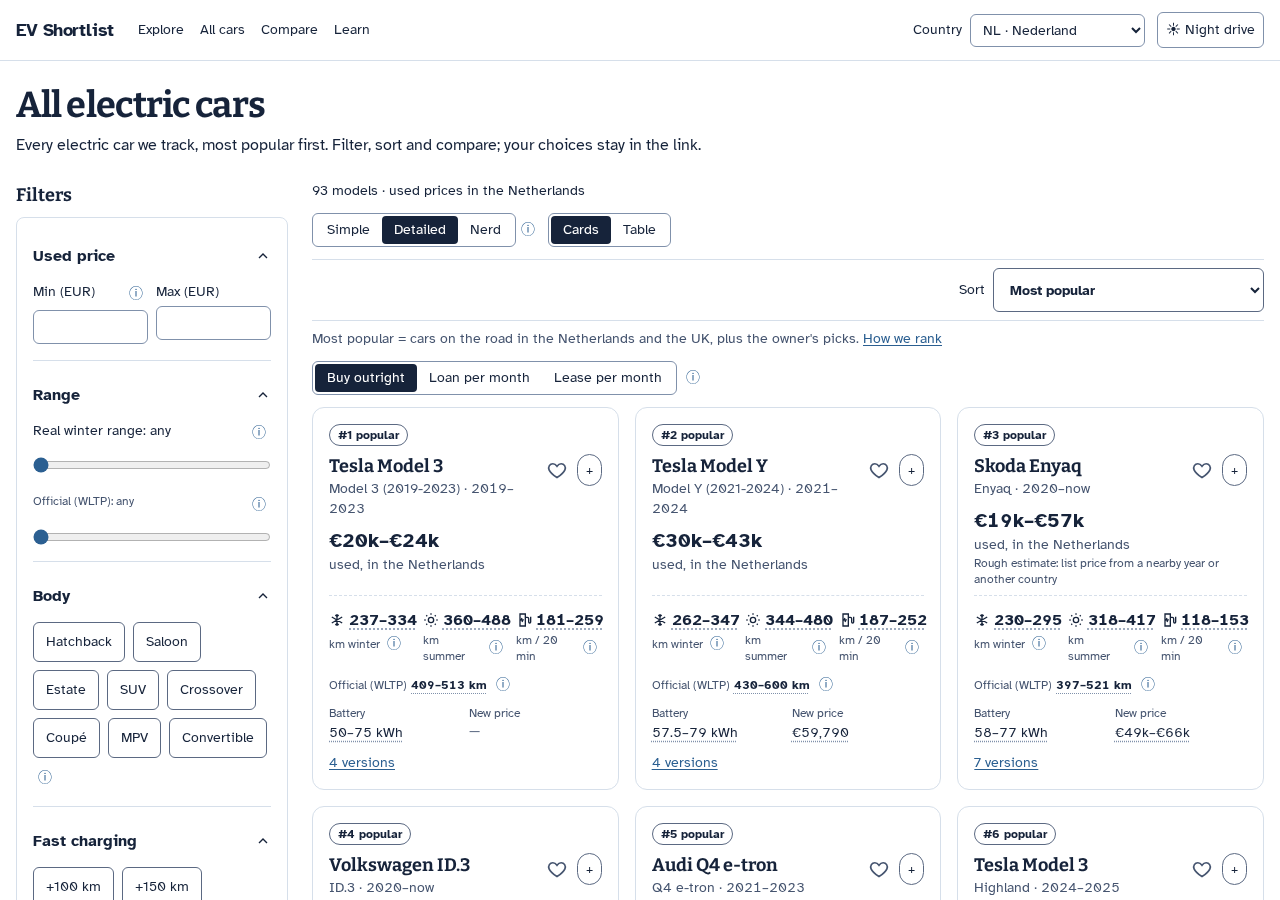 EV Shortlist Explore All cars Compare Learn Country NL · Nederland Night drive
All electric cars
Every electric car we track, most popular first. Filter, sort and compare; your choices stay in the link.
Filters
Used price
Min (EUR) Max (EUR)
Range
Real winter range: any
Official (WLTP): any
Body
Hatchback Saloon
Estate SUV Crossover
Coupé MPV Convertible
Fast charging
+100 km +150 km
93 models · used prices in the Netherlands
Simple Detailed Nerd Cards Table
Sort Most popular
Most popular = cars on the road in the Netherlands and the UK, plus the owner's picks. How we rank
Buy outright Loan per month Lease per month
#1 popular
Tesla Model 3
+
Model 3 (2019-2023) · 2019–
2023
€20k–€24k
used, in the Netherlands
237–334 360–488 181–259
km winter km summer km / 20 min
Official (WLTP) 409–513 km
Battery New price
50–75 kWh —
4 versions
#2 popular
Tesla Model Y
+
Model Y (2021-2024) · 2021–
2024
€30k–€43k
used, in the Netherlands
262–347 344–480 187–252
km winter km summer km / 20 min
Official (WLTP) 430–600 km
Battery New price
57.5–79 kWh €59,790
4 versions
#3 popular
Skoda Enyaq
+
Enyaq · 2020–now
€19k–€57k
used, in the Netherlands
Rough estimate: list price from a nearby year or
another country
230–295 318–417 118–153
km winter km summer km / 20 min
Official (WLTP) 397–521 km
Battery New price
58–77 kWh €49k–€66k
7 versions
#4 popular
Volkswagen ID.3
+
ID.3 · 2020–now
#5 popular
Audi Q4 e-tron
+
Q4 e-tron · 2021–2023
#6 popular
Tesla Model 3
+
Highland · 2024–2025